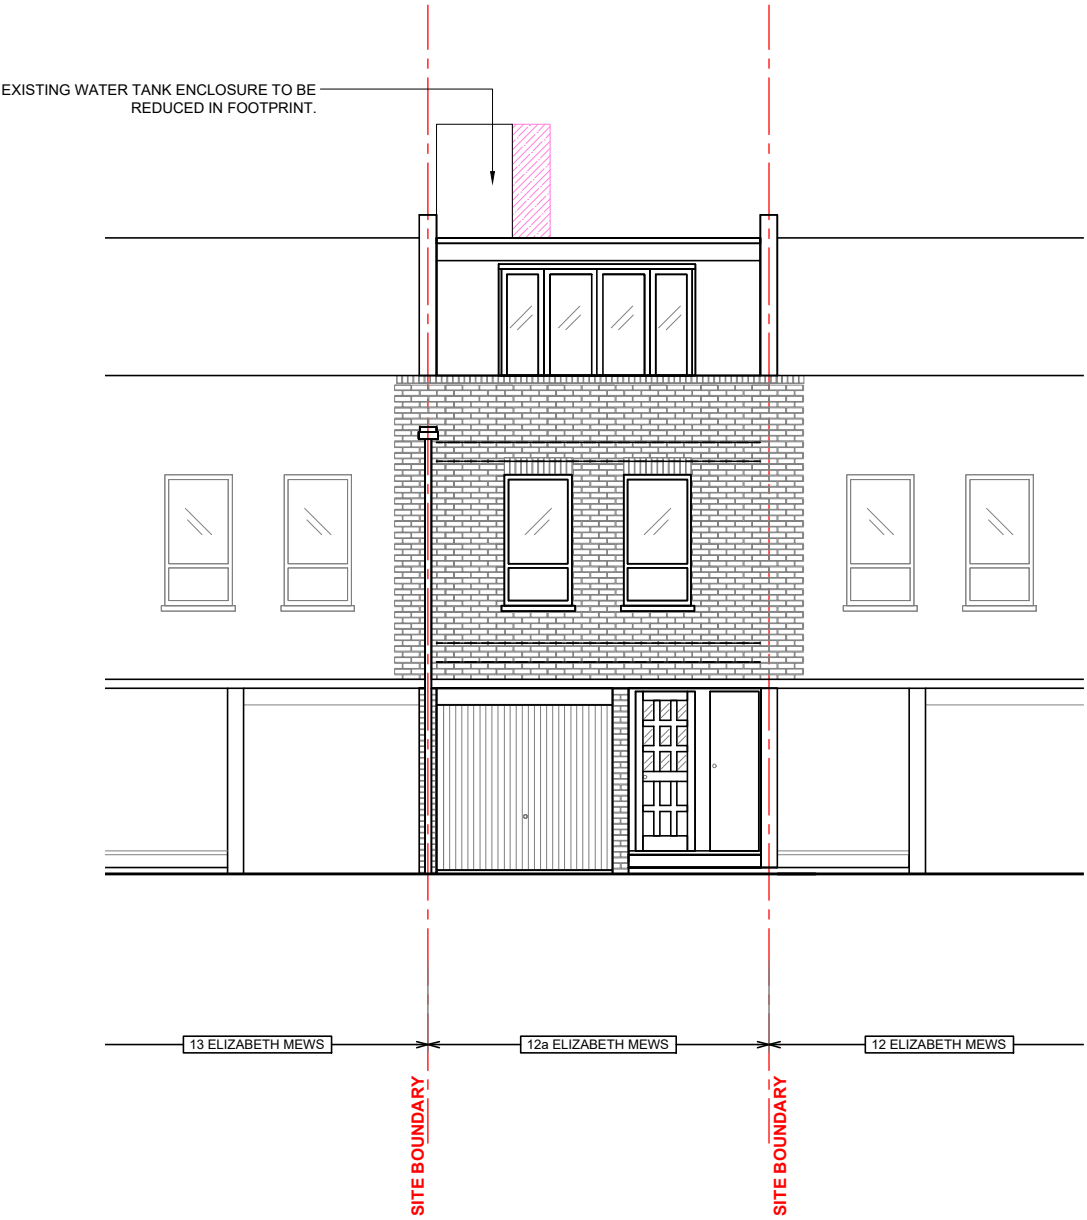 EXISTING WATER TANK ENCLOSURE TO BE
REDUCED IN FOOTPRINT.
13 ELIZABETH MEWS
12a ELIZABETH MEWS
12 ELIZABETH MEWS
SITE BOUNDARY
SITE BOUNDARY